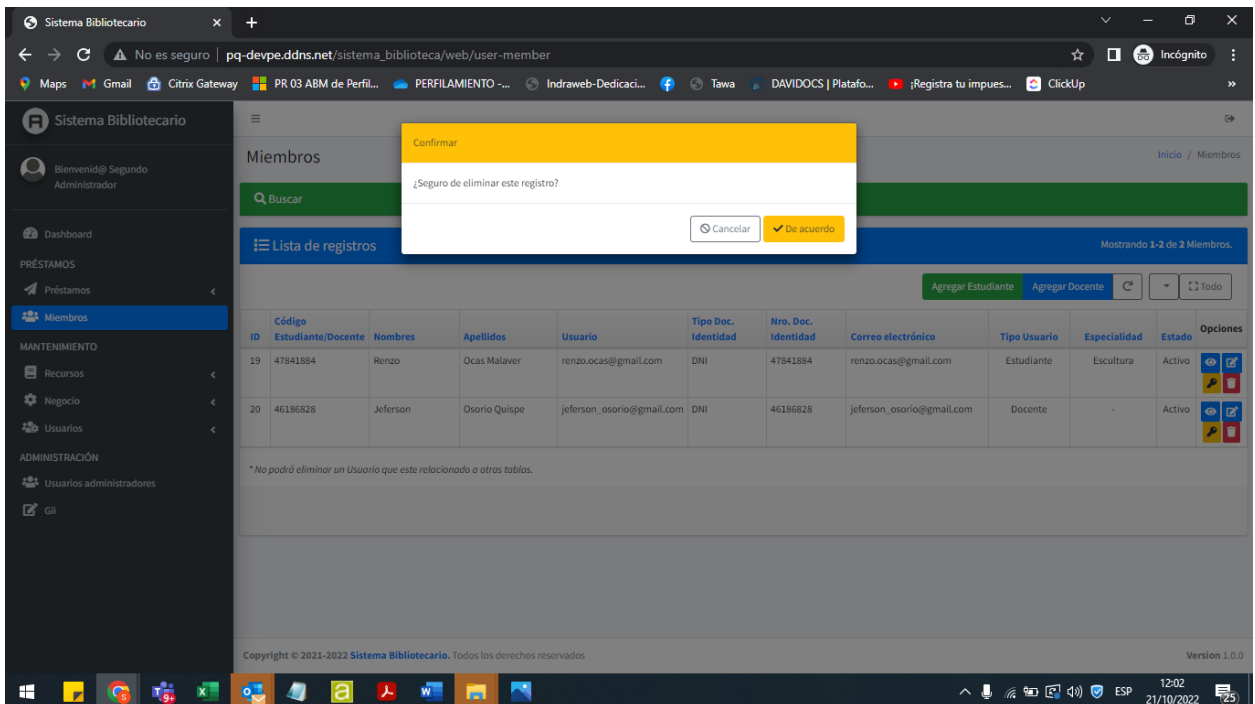 Sistema Bibliotecario
No es seguro | pq-devpe.ddns.net/sistema_biblioteca/web/user-member
Incógnito
Maps Gmail Citrix Gateway PR 03 ABM de Perfil... PERFILAMIENTO -... Indraweb-Dedicaci... Tawa DAVIDOCS | Platafo... ¡Registra tu impues... ClickUp »
Sistema Bibliotecario
Bienvenid@ Segundo
Administrador
Dashboard
PRÉSTAMOS
Préstamos
Miembros
MANTENIMIENTO
Recursos
Negocio
Usuarios
ADMINISTRACIÓN
Usuarios administradores
Gii
Miembros
Inicio / Miembros
Buscar
Confirmar
¿Seguro de eliminar este registro?
Cancelar De acuerdo
Lista de registros
Mostrando 1-2 de 2 Miembros.
Agregar Estudiante Agregar Docente Todo
ID Código Estudiante/Docente Nombres Apellidos Usuario Tipo Doc. Identidad Nro. Doc. Identidad Correo electrónico Tipo Usuario Especialidad Estado Opciones
19 47841884 Renzo Ocas Malaver renzo.ocas@gmail.com DNI 47841884 renzo.ocas@gmail.com Estudiante Escultura Activo
20 46186828 Jeferson Osorio Quispe jeferson_osorio@gmail.com DNI 46186828 jeferson_osorio@gmail.com Docente - Activo
* No podrá eliminar un Usuario que este relacionado a otras tablas.
Copyright © 2021-2022 Sistema Bibliotecario. Todos los derechos reservados
Version 1.0.0
9+
ESP
12:02
21/10/2022
25